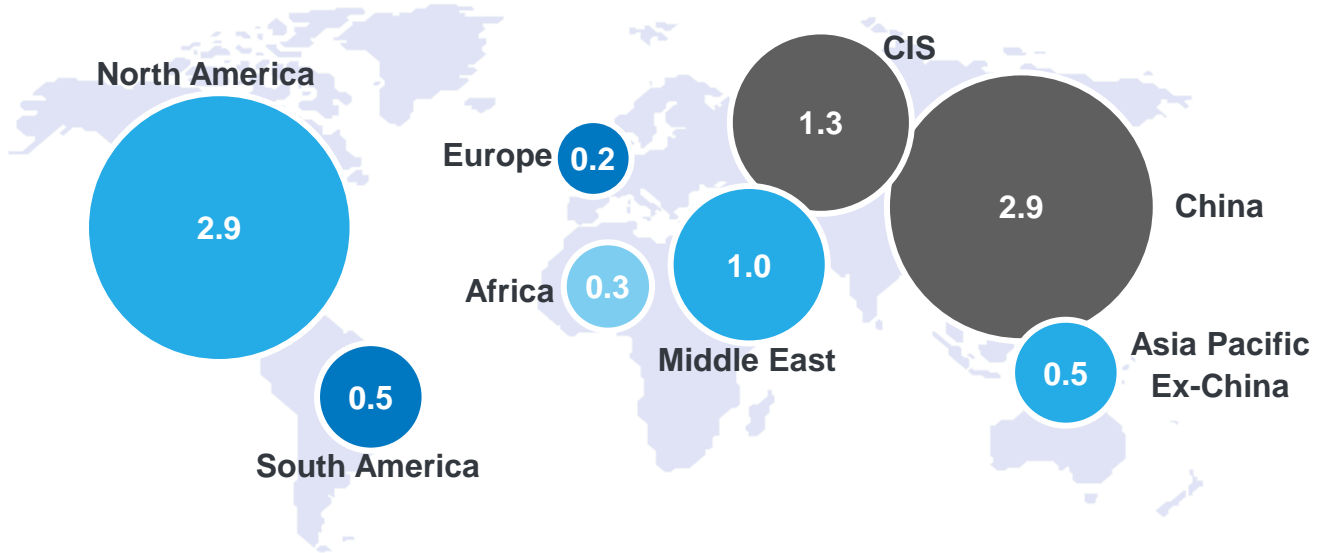 CIS
North America
1.3
Europe
0.2
2.9
China
2.9
Africa
0.3
1.0
Middle East
Asia Pacific
Ex-China
0.5
0.5
South America